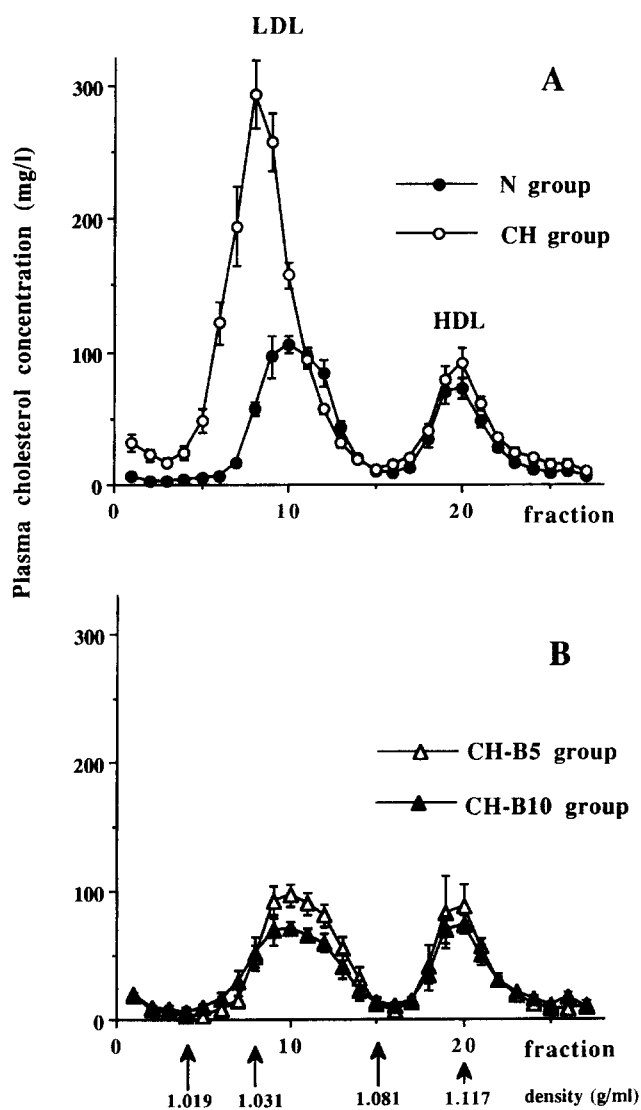 LDL
A
300
N group
CH group
200
HDL
100
0
0 10 20 fraction
Plasma cholesterol concentration (mg/l)
B
300
CH-B5 group
200
CH-B10 group
100
0
0 10 20 fraction
1.019 1.031 1.081 1.117 density (g/ml)